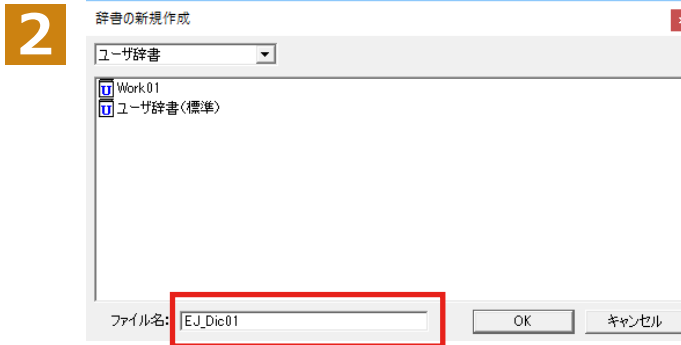 2
辞書の新規作成
ユーザ辞書
Work01
ユーザ辞書(標準)
ファイル名: EJ_Dic01 OK キャンセル